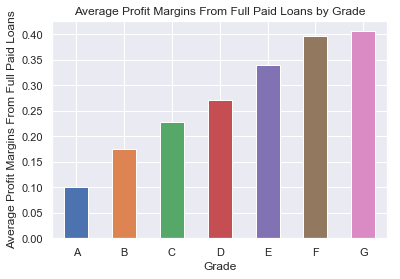 Average Profit Margins From Full Paid Loans by Grade
Average Profit Margins From Full Paid Loans
0.40
0.35
0.30
0.25
0.20
0.15
0.10
0.05
0.00
A B C D E F G
Grade